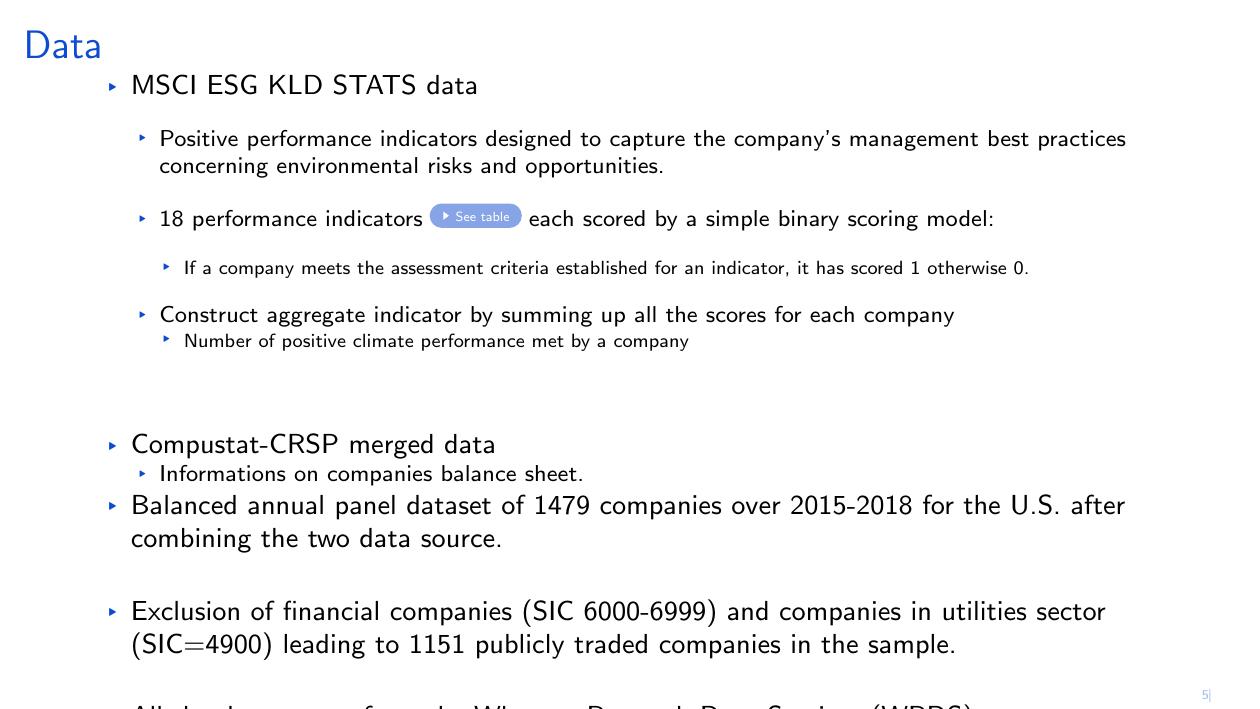 Data
MSCI ESG KLD STATS data
Positive performance indicators designed to capture the company's management best practices
concerning environmental risks and opportunities.
18 performance indicators See table each scored by a simple binary scoring model:
If a company meets the assessment criteria established for an indicator, it has scored 1 otherwise 0.
Construct aggregate indicator by summing up all the scores for each company
Number of positive climate performance met by a company
Compustat-CRSP merged data
Informations on companies balance sheet.
Balanced annual panel dataset of 1479 companies over 2015-2018 for the U.S. after
combining the two data source.
Exclusion of financial companies (SIC 6000-6999) and companies in utilities sector
(SIC=4900) leading to 1151 publicly traded companies in the sample.
(WRDS)
5|